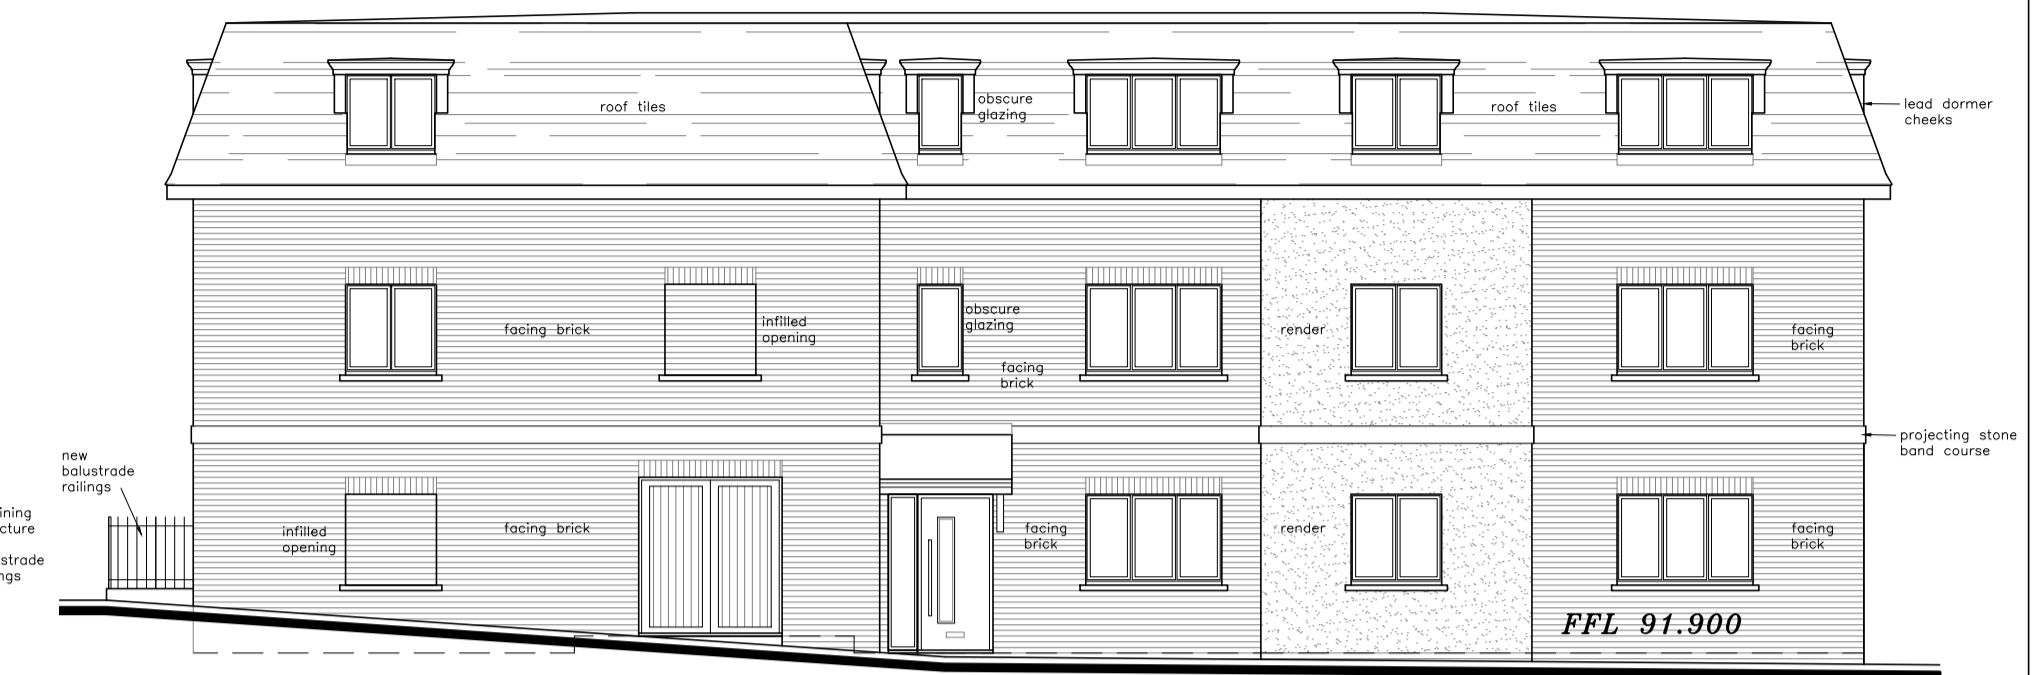 roof tiles
obscure
glazing
roof tiles
lead dormer
cheeks
facing brick
infilled
opening
obscure
glazing
facing
brick
render
facing
brick
new
balustrade
railings
projecting stone
band course
infilled
opening
facing brick
facing
brick
render
facing
brick
FFL 91.900